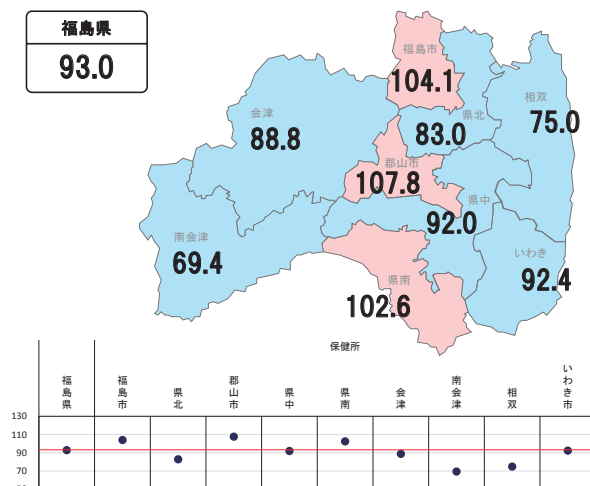 福島県
93.0
福島市
104.1
相双
75.0
会津
88.8
県北
83.0
郡山市
107.8
県中
92.0
南会津
69.4
いわき
92.4
県南
102.6
保健所
福島県
福島市
県北
郡山市
県中
県南
会津
南会津
相双
いわき市
130
110
90
70